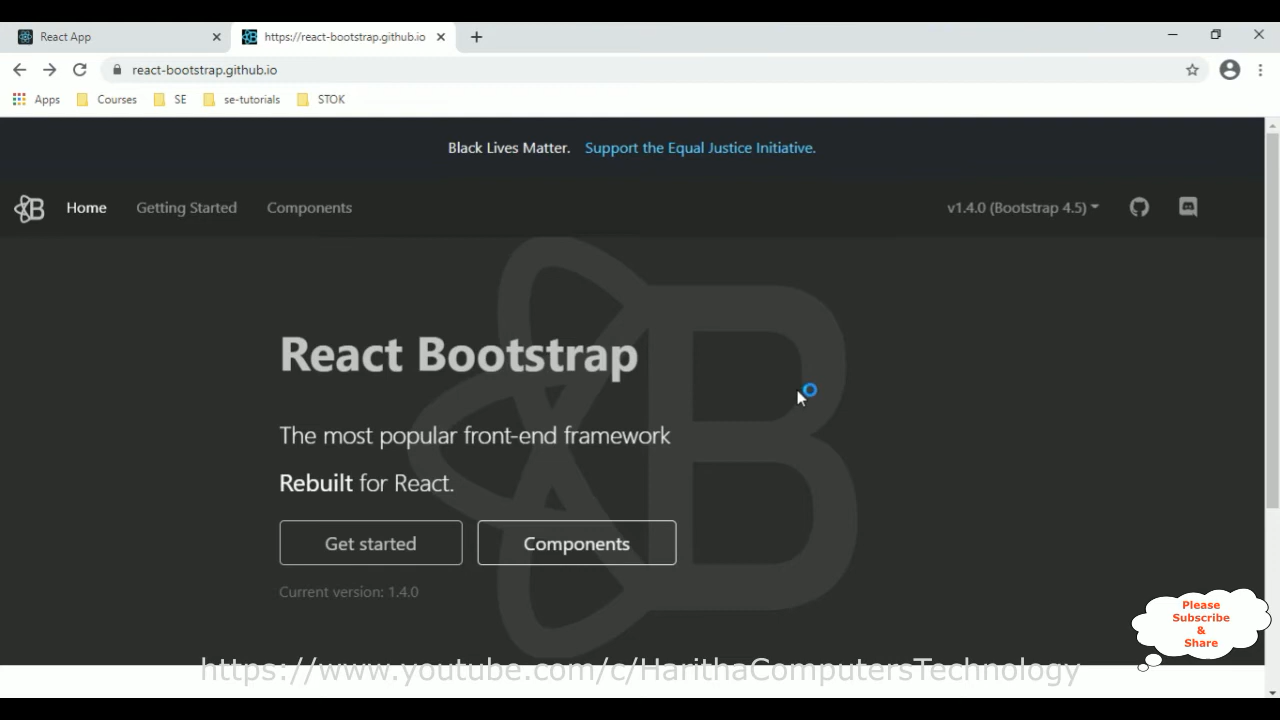 React App
https://react-bootstrap.github.io
react-bootstrap.github.io
Apps Courses SE se-tutorials STOK
Black Lives Matter. Support the Equal Justice Initiative.
B Home Getting Started Components v1.4.0 (Bootstrap 4.5)
React Bootstrap
The most popular front-end framework
Rebuilt for React.
Get started Components
Current version: 1.4.0
Please
Subscribe
&
Share
https://www.youtube.com/c/HarithaComputersTechnology